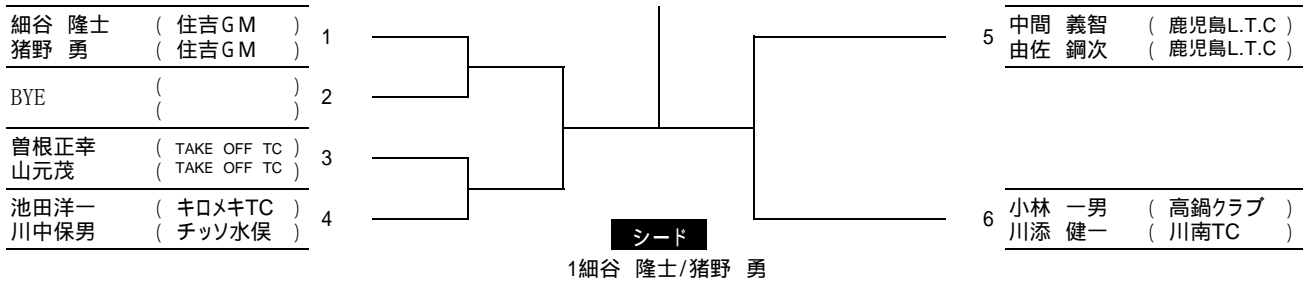 細谷 隆士 ( 住吉GM ) 1
猪野 勇 ( 住吉GM )
BYE ( ) 2
( )
曽根正幸 ( TAKE OFF TC ) 3
山元茂 ( TAKE OFF TC )
池田洋一 ( キロメキTC ) 4
川中保男 ( チッソ水俣 )
5 中間 義智 ( 鹿児島L.T.C )
由佐 鋼次 ( 鹿児島L.T.C )
6 小林 一男 ( 高鍋クラブ )
川添 健一 ( 川南TC )
シード
1細谷 隆士/猪野 勇